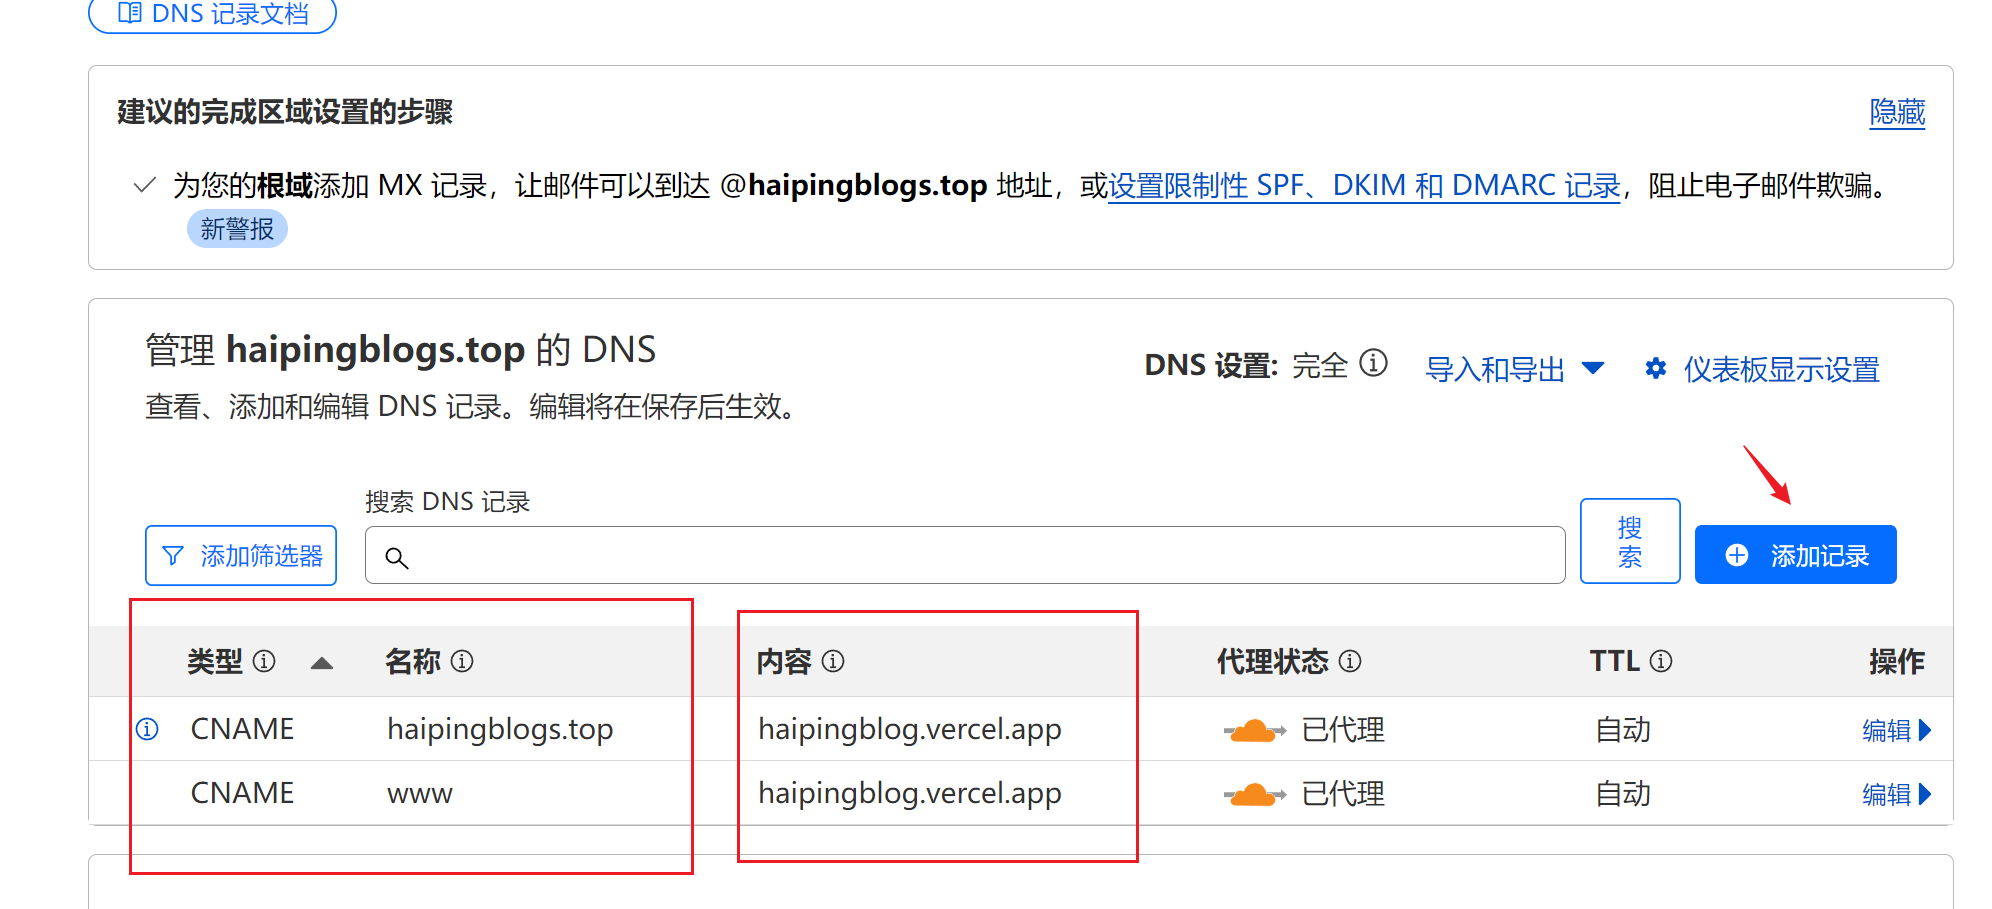 DNS 记录文档
建议的完成区域设置的步骤
隐藏
为您的根域添加 MX 记录，让邮件可以到达 @haipingblogs.top 地址，或设置限制性 SPF、DKIM 和 DMARC 记录，阻止电子邮件欺骗。
新警报
管理 haipingblogs.top 的 DNS
DNS 设置: 完全
导入和导出
仪表板显示设置
查看、添加和编辑 DNS 记录。编辑将在保存后生效。
搜索 DNS 记录
添加筛选器
搜
索
添加记录
类型 名称 内容 代理状态 TTL 操作
CNAME haipingblogs.top haipingblog.vercel.app 已代理 自动 编辑
CNAME www haipingblog.vercel.app 已代理 自动 编辑